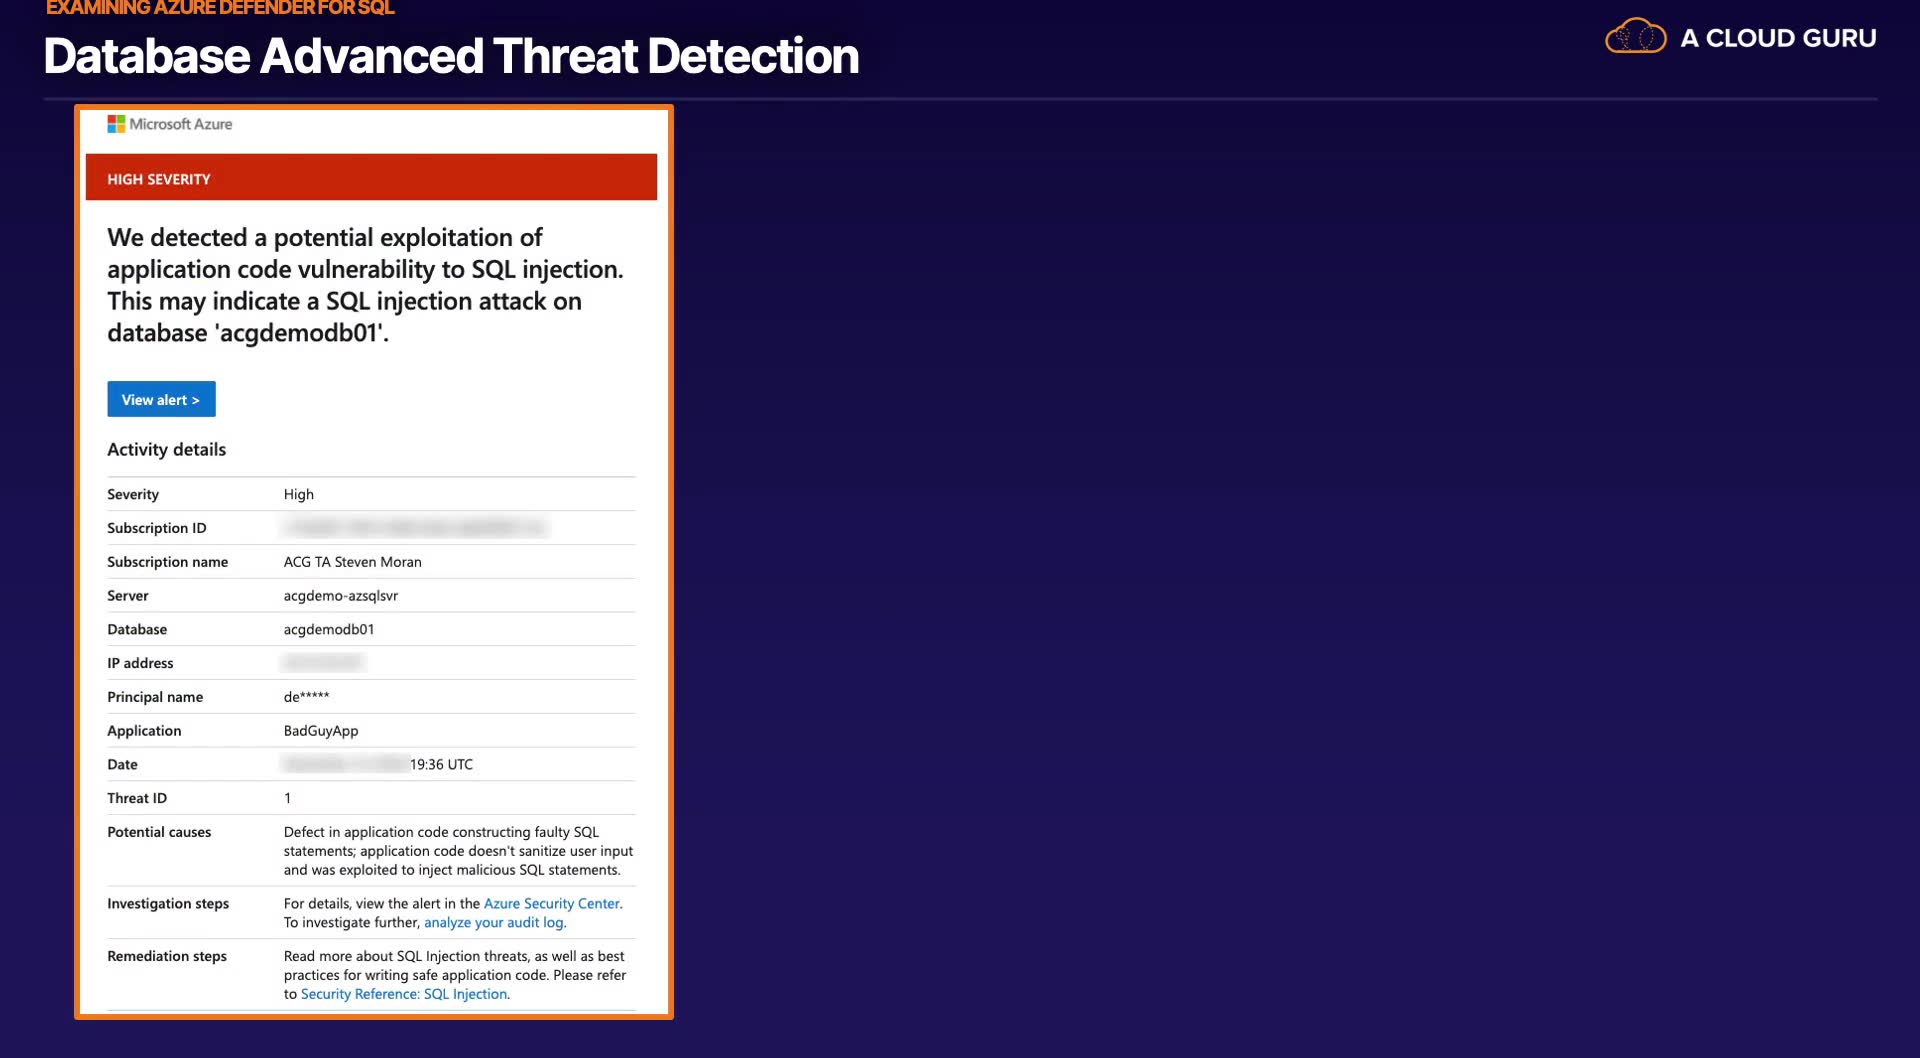 EXAMINING AZURE DEFENDER FOR SQL
Database Advanced Threat Detection
A CLOUD GURU
Microsoft Azure
HIGH SEVERITY
We detected a potential exploitation of
application code vulnerability to SQL injection.
This may indicate a SQL injection attack on
database 'acgdemodb01'.
View alert >
Activity details
Severity High
Subscription ID
Subscription name ACG TA Steven Moran
Server acgdemo-azsqlsvr
Database acgdemodb01
IP address
Principal name de*****
Application BadGuyApp
Date 19:36 UTC
Threat ID 1
Potential causes Defect in application code constructing faulty SQL
statements; application code doesn't sanitize user input
and was exploited to inject malicious SQL statements.
Investigation steps For details, view the alert in the Azure Security Center.
To investigate further, analyze your audit log.
Remediation steps Read more about SQL Injection threats, as well as best
practices for writing safe application code. Please refer
to Security Reference: SQL Injection.